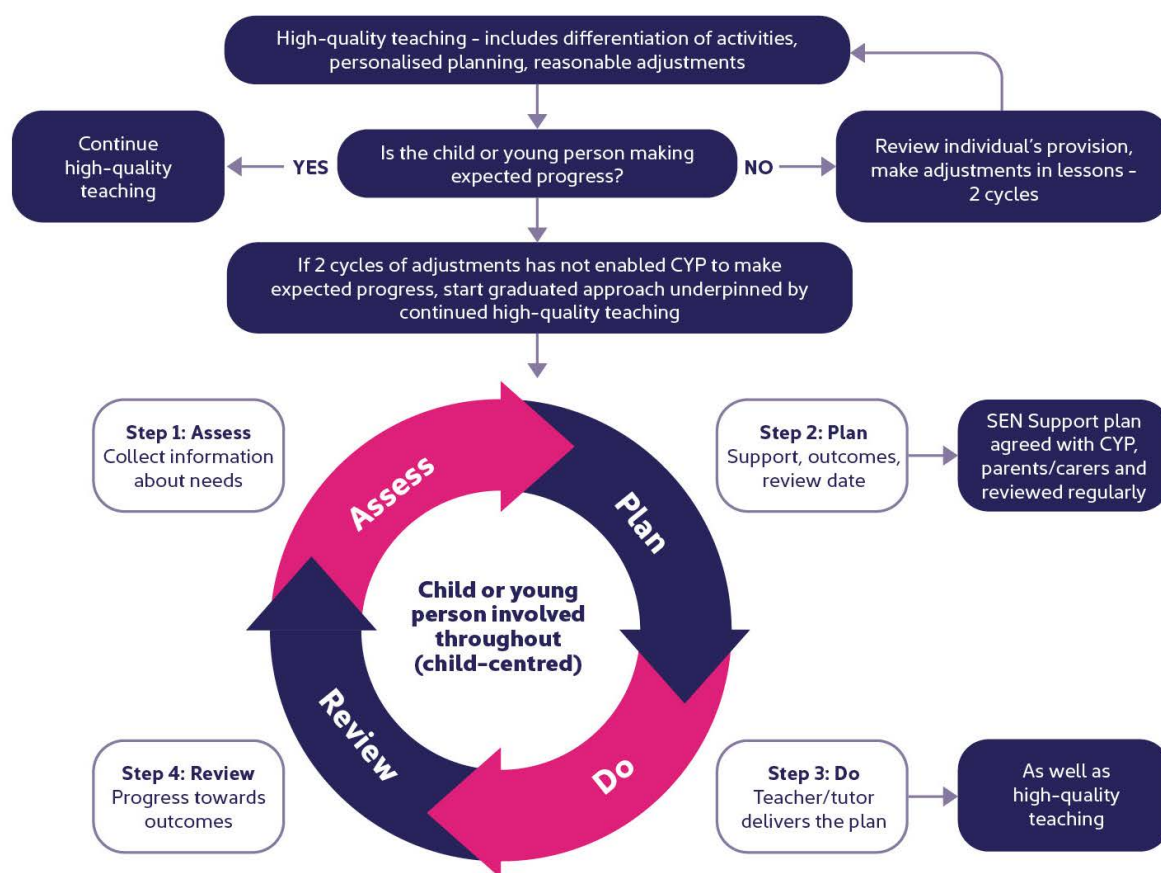 High-quality teaching - includes differentiation of activities,
personalised planning, reasonable adjustments
Continue
high-quality
teaching
YES
Is the child or young person making
expected progress?
NO
Review individual's provision,
make adjustments in lessons -
2 cycles
If 2 cycles of adjustments has not enabled CYP to make
expected progress, start graduated approach underpinned by
continued high-quality teaching
Step 1: Assess
Collect information
about needs
Assess
Plan
Step 2: Plan
Support, outcomes,
review date
SEN Support plan
agreed with CYP,
parents/carers and
reviewed regularly
Child or young
person involved
throughout
(child-centred)
Step 4: Review
Progress towards
outcomes
Review
Do
Step 3: Do
Teacher/tutor
delivers the plan
As well as
high-quality
teaching